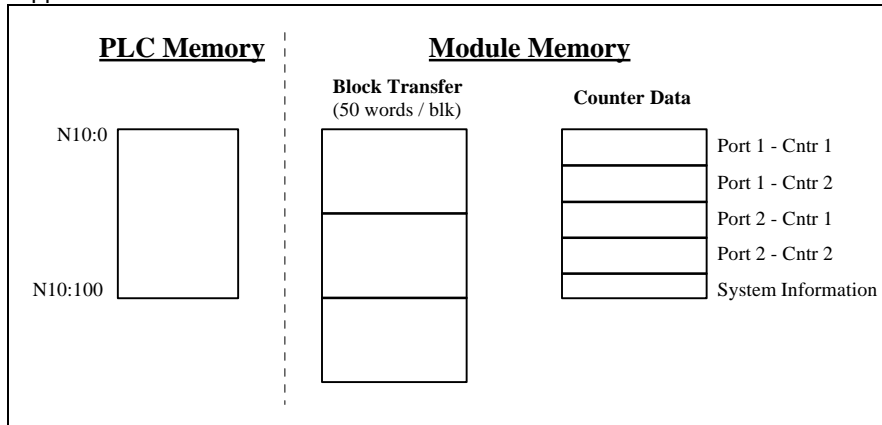 PLC Memory
Module Memory
Block Transfer
(50 words / blk)
Counter Data
N10:0
Port 1 - Cntr 1
Port 1 - Cntr 2
Port 2 - Cntr 1
Port 2 - Cntr 2
N10:100
System Information